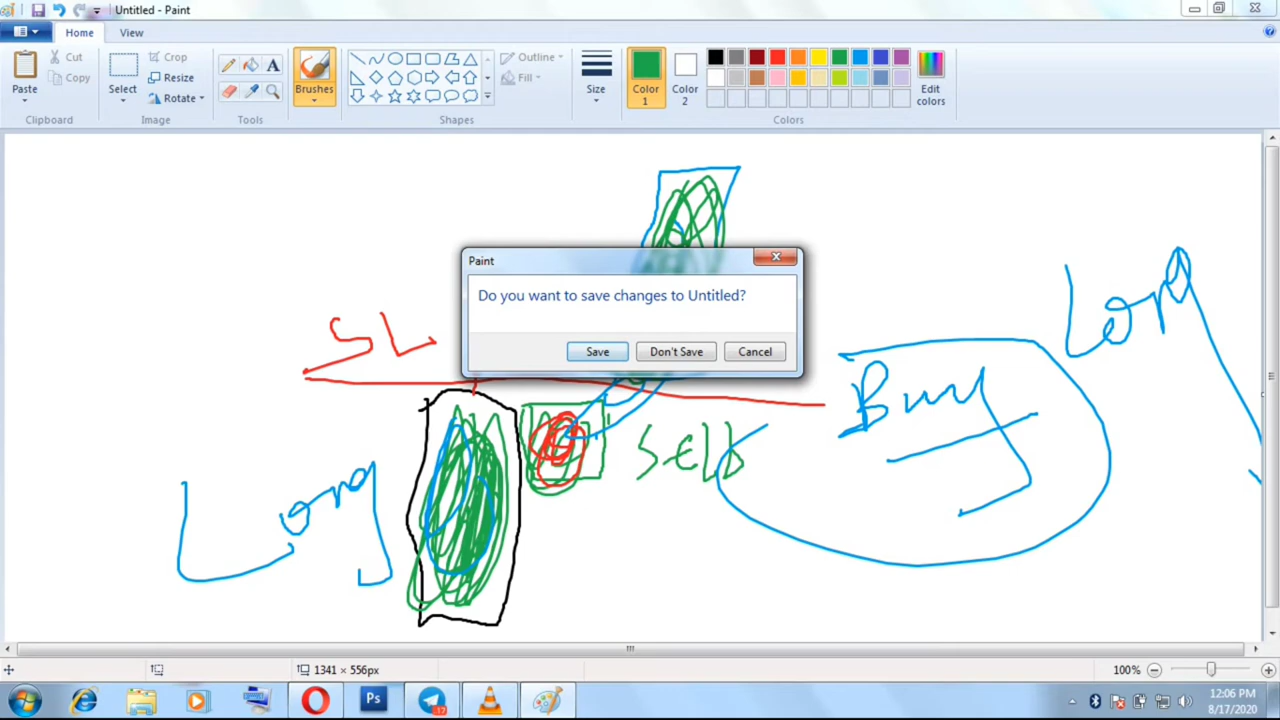 Untitled - Paint
Home
View
Paste
Cut
Copy
Clipboard
Select
Crop
Resize
Rotate
Image
Tools
Brushes
Shapes
Outline
Fill
Size
Color
1
Color
2
Edit
colors
Colors
Paint
Do you want to save changes to Untitled?
Save
Don't Save
Cancel
SL
Long
Sell
Buy
Long
1341 × 556px
100%
Ps
17
12:06 PM
8/17/2020